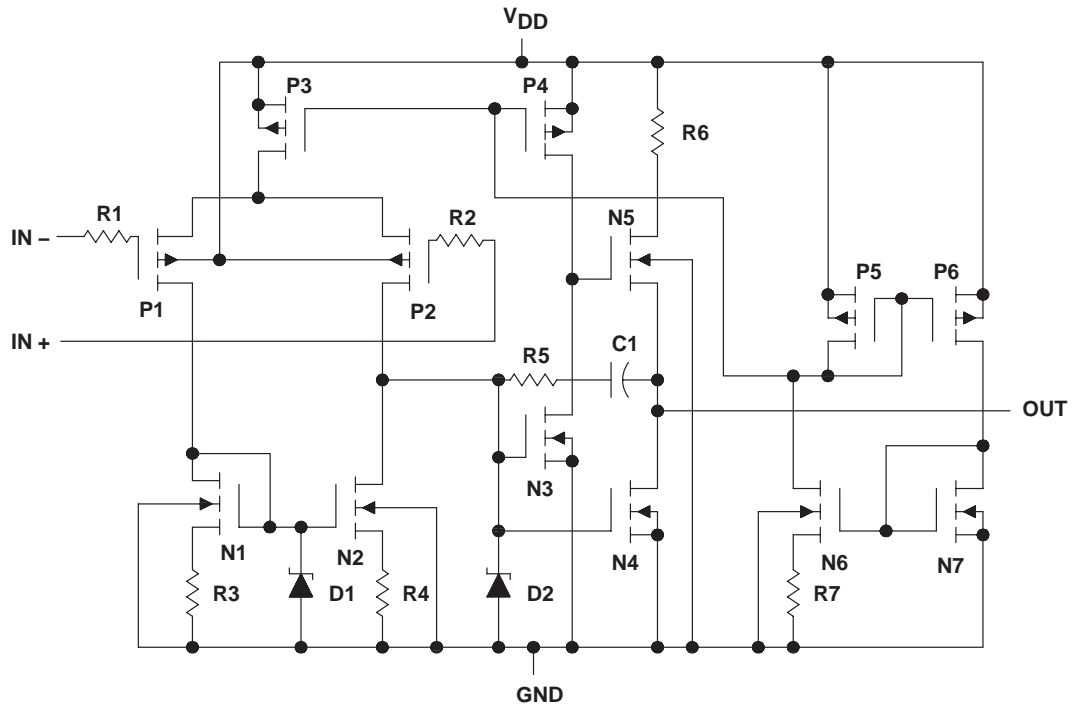 VDD
P3
P4
R6
R1
R2
N5
IN –
P5
P6
P1
P2
IN +
R5
C1
OUT
N3
N1
N2
N4
N6
N7
R3
D1
R4
D2
R7
GND